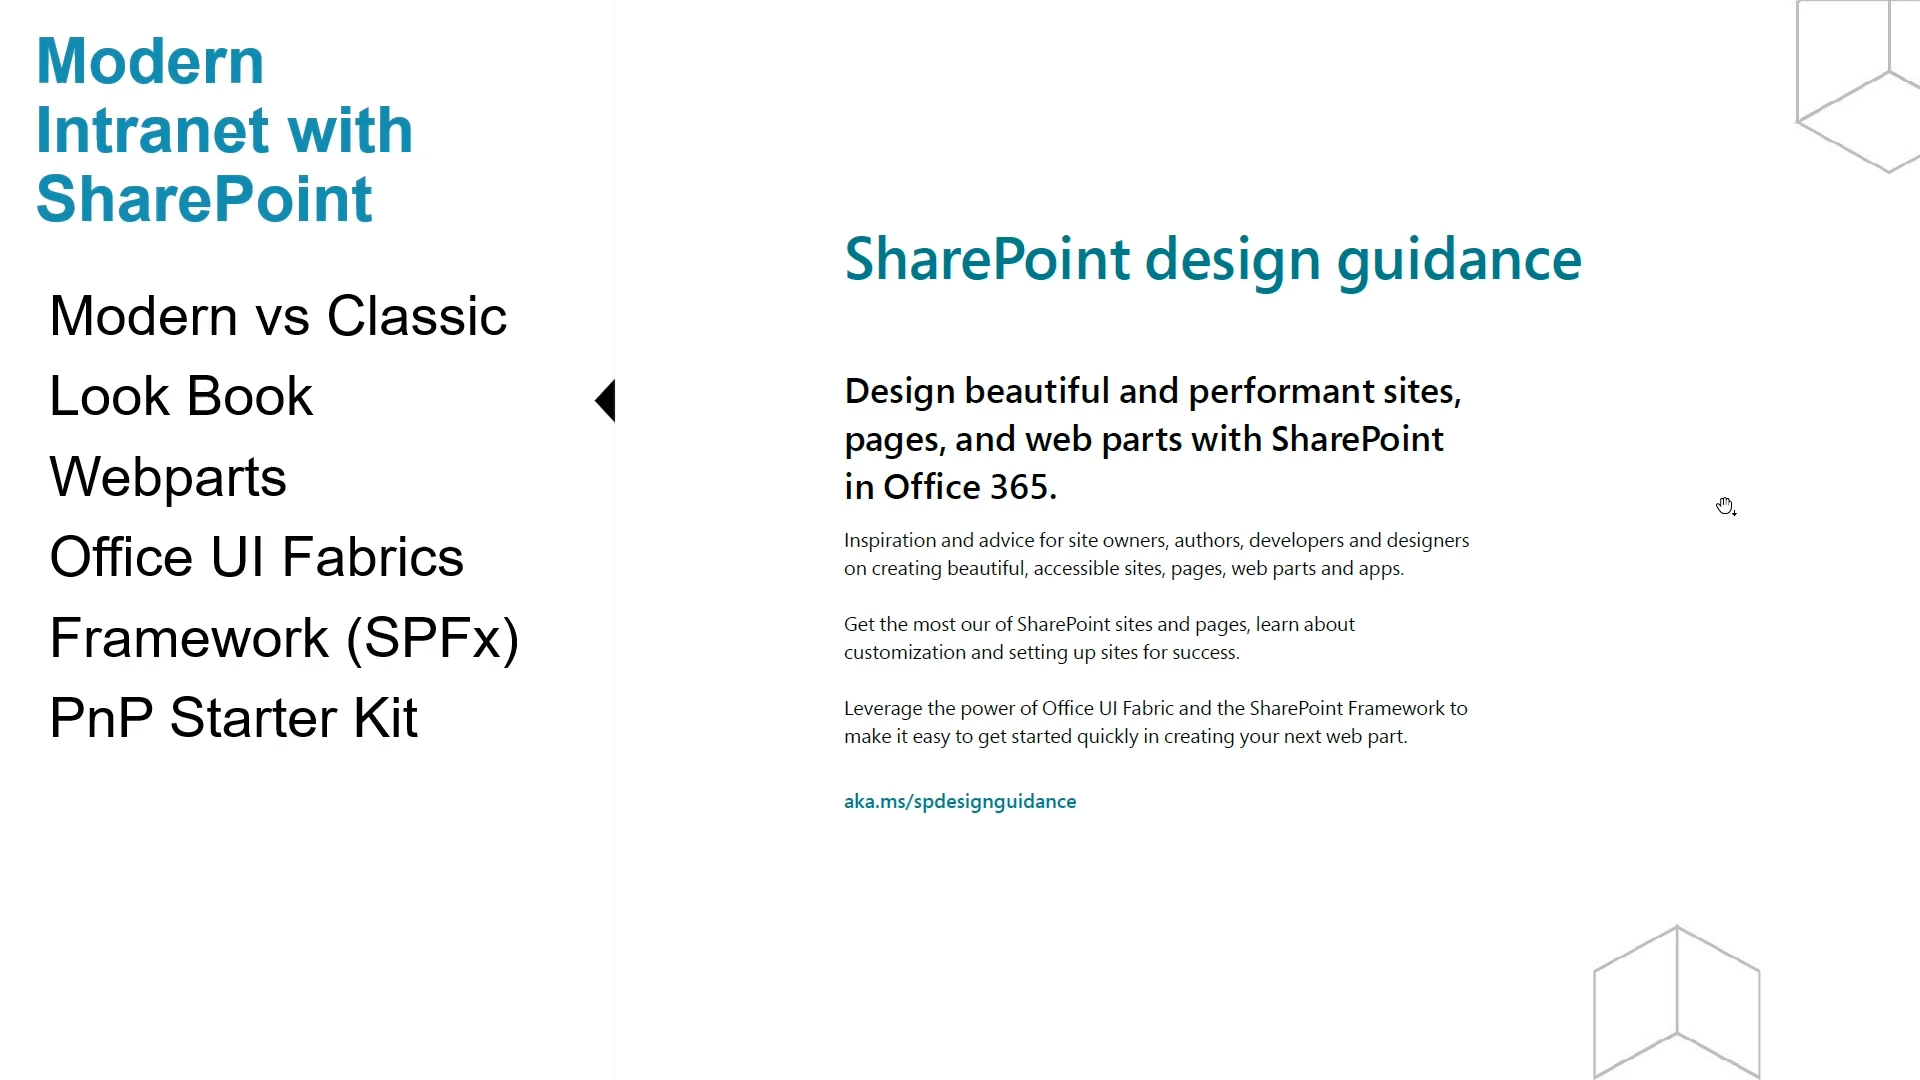 Modern
Intranet with
SharePoint
Modern vs Classic
Look Book
Webparts
Office UI Fabrics
Framework (SPFx)
PnP Starter Kit
SharePoint design guidance
Design beautiful and performant sites,
pages, and web parts with SharePoint
in Office 365.
Inspiration and advice for site owners, authors, developers and designers
on creating beautiful, accessible sites, pages, web parts and apps.
Get the most our of SharePoint sites and pages, learn about
customization and setting up sites for success.
Leverage the power of Office UI Fabric and the SharePoint Framework to
make it easy to get started quickly in creating your next web part.
aka.ms/spdesignguidance